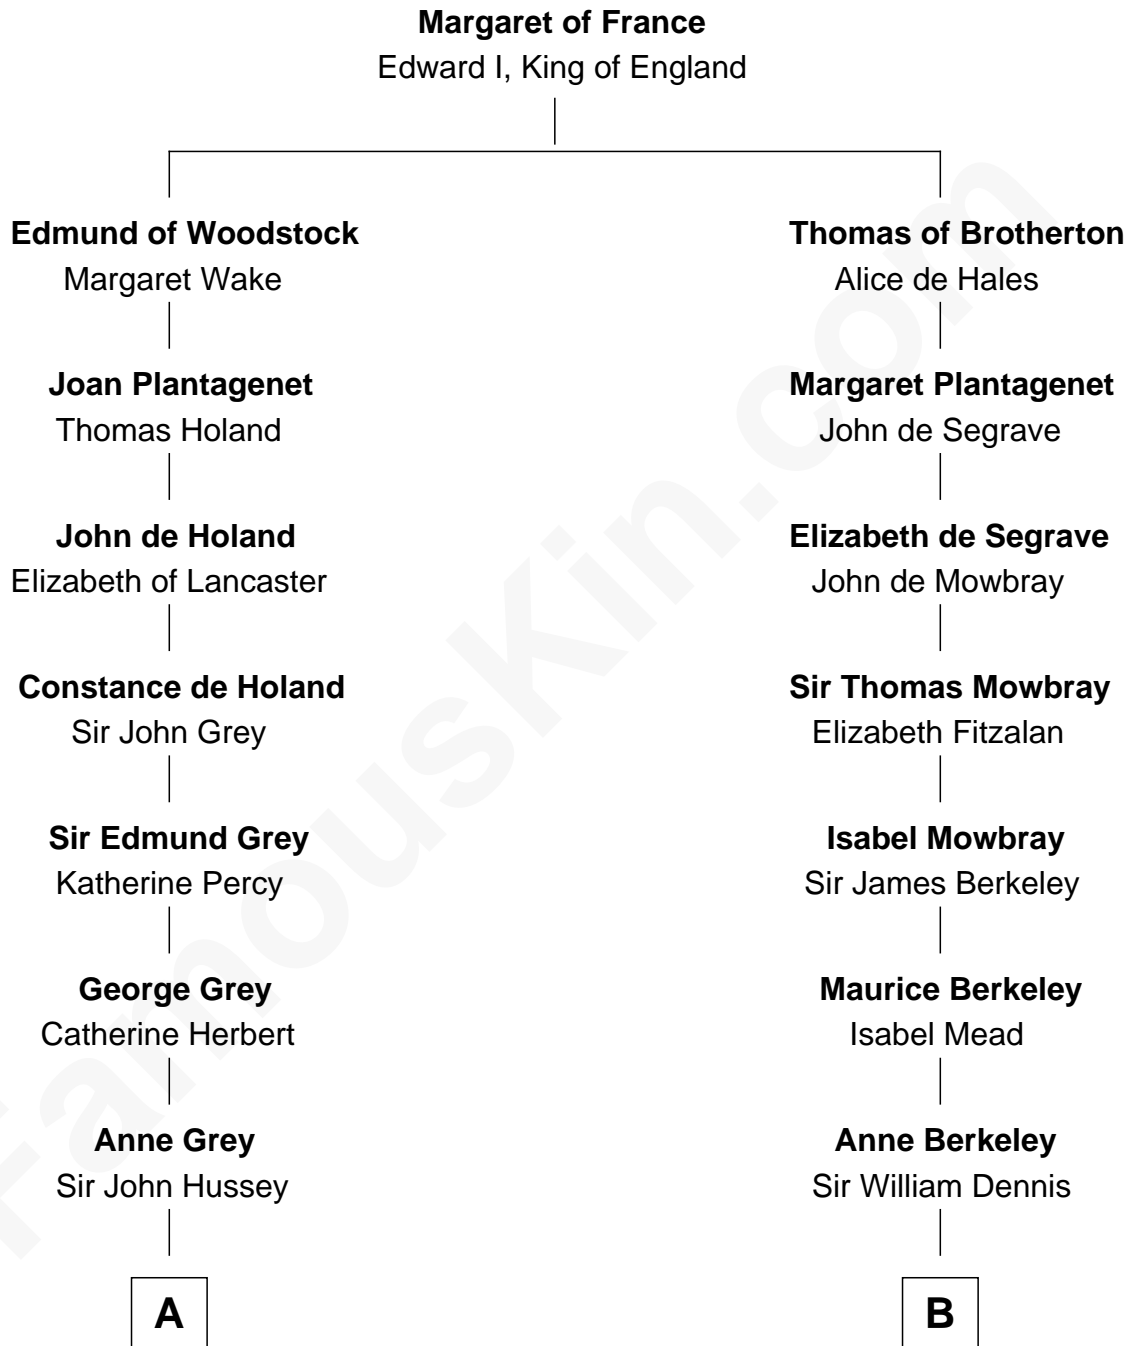 Margaret of France
Edward I, King of England
Edmund of Woodstock
Margaret Wake
Joan Plantagenet
Thomas Holand
John de Holand
Elizabeth of Lancaster
Constance de Holand
Sir John Grey
Sir Edmund Grey
Katherine Percy
George Grey
Catherine Herbert
Anne Grey
Sir John Hussey
A
Thomas of Brotherton
Alice de Hales
Margaret Plantagenet
John de Segrave
Elizabeth de Segrave
John de Mowbray
Sir Thomas Mowbray
Elizabeth Fitzalan
Isabel Mowbray
Sir James Berkeley
Maurice Berkeley
Isabel Mead
Anne Berkeley
Sir William Dennis
B
FamousKin.com